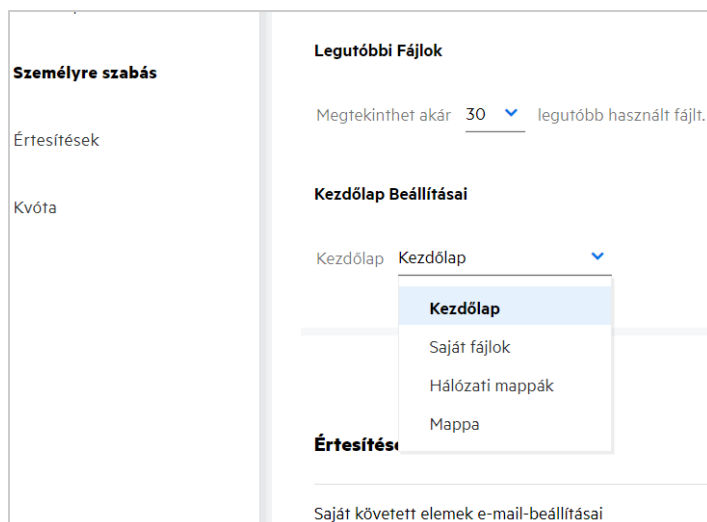 Személyre szabás
Értesítések
Kvóta
Legutóbbi Fájlok
Megtekinthet akár 30 legutóbb használt fájlt.
Kezdőlap Beállításai
Kezdőlap Kezdőlap
Kezdőlap
Saját fájlok
Hálózati mappák
Mappa
Saját követett elemek e-mail-beállításai